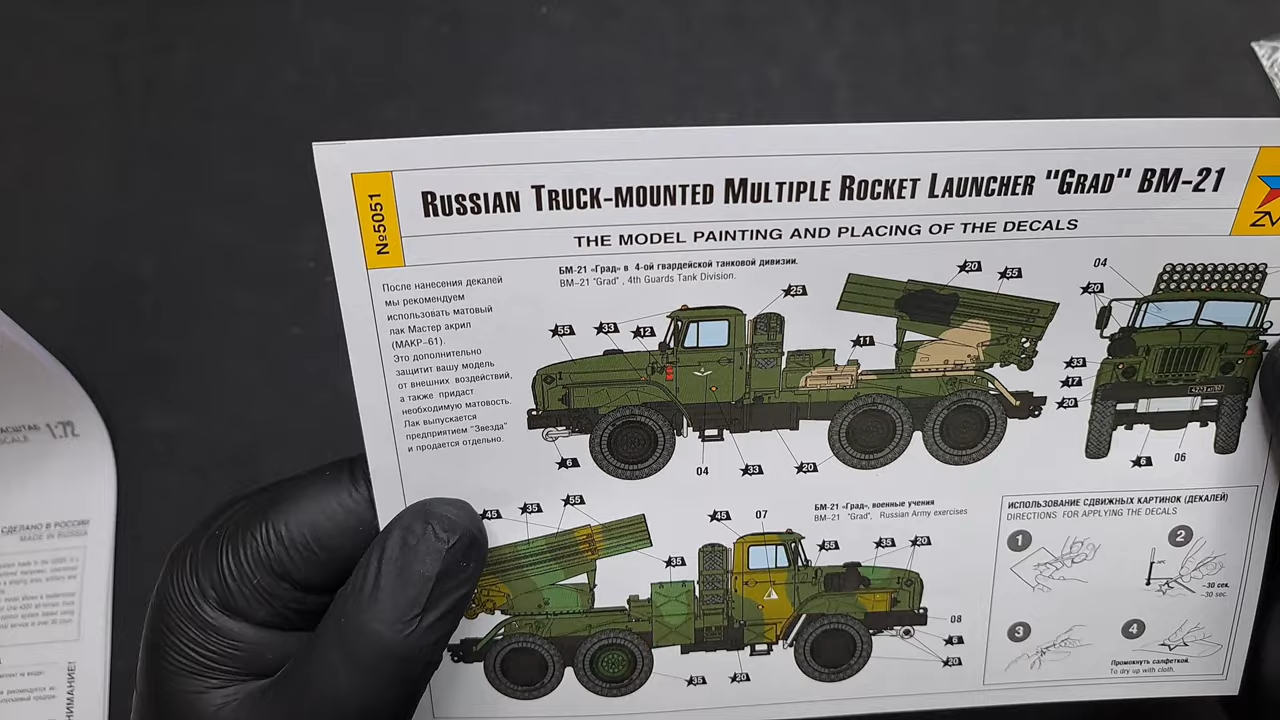 №5051
RUSSIAN TRUCK-MOUNTED MULTIPLE ROCKET LAUNCHER "GRAD" BM-21
THE MODEL PAINTING AND PLACING OF THE DECALS
После нанесения декалей
мы рекомендуем
использовать матовый
лак Мастер акрил
(МАКР-61).
Это дополнительно
защитит вашу модель
от внешних воздействий,
а также придаст
необходимую матовость.
Лак выпускается
предприятием "Звезда"
и продается отдельно.
БМ-21 «Град» в 4-ой гвардейской танковой дивизии.
BM-21 "Grad", 4th Guards Tank Division.
20
55
25
55
33
12
11
6
04
33
20
04
20
33
17
20
6
06
БМ-21 «Град», военные учения
BM-21 "Grad", Russian Army exercises
45
35
55
45
07
35
55
35
20
08
6
20
35
20
ИСПОЛЬЗОВАНИЕ СДВИЖНЫХ КАРТИНОК (ДЕКАЛЕЙ)
DIRECTIONS FOR APPLYING THE DECALS
1
2
~30 сек.
~30 sec.
3
4
Промокнуть салфеткой.
To dry up with cloth.
1:72
СДЕЛАНО В РОССИИ
MADE IN RUSSIA